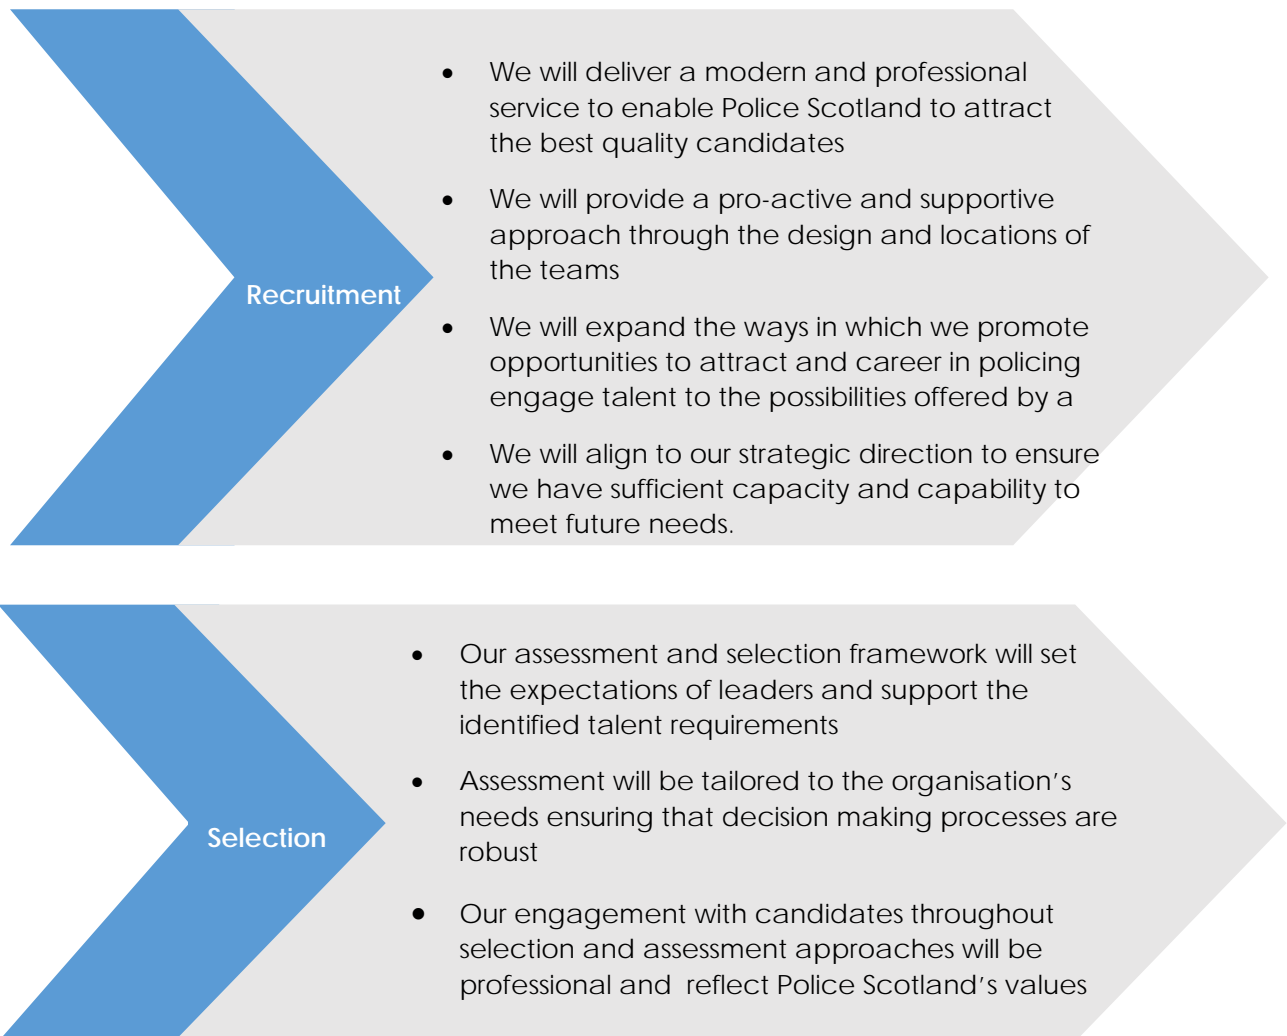 Recruitment
• We will deliver a modern and professional
service to enable Police Scotland to attract
the best quality candidates
• We will provide a pro-active and supportive
approach through the design and locations of
the teams
• We will expand the ways in which we promote
opportunities to attract and career in policing
engage talent to the possibilities offered by a
• We will align to our strategic direction to ensure
we have sufficient capacity and capability to
meet future needs.
Selection
• Our assessment and selection framework will set
the expectations of leaders and support the
identified talent requirements
• Assessment will be tailored to the organisation's
needs ensuring that decision making processes are
robust
• Our engagement with candidates throughout
selection and assessment approaches will be
professional and  reflect Police Scotland's values